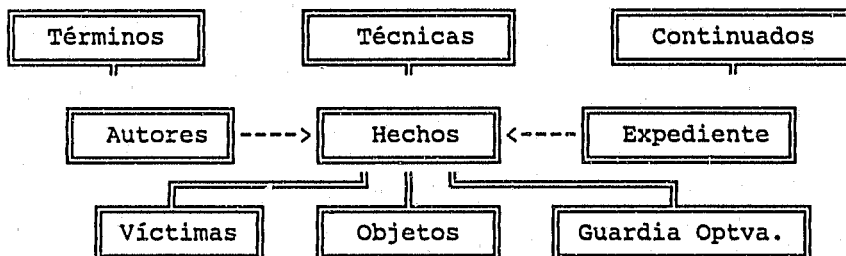 Términos Técnicas Continuados
Autores ----> Hechos <---- Expediente
Víctimas Objetos Guardia Optva.